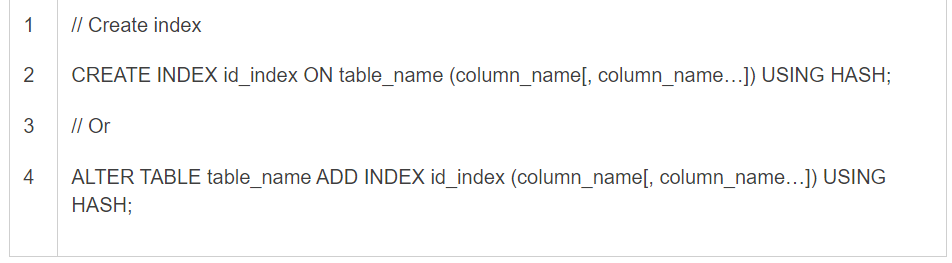 1 // Create index
2 CREATE INDEX id_index ON table_name (column_name[, column_name…]) USING HASH;
3 // Or
4 ALTER TABLE table_name ADD INDEX id_index (column_name[, column_name…]) USING
HASH;